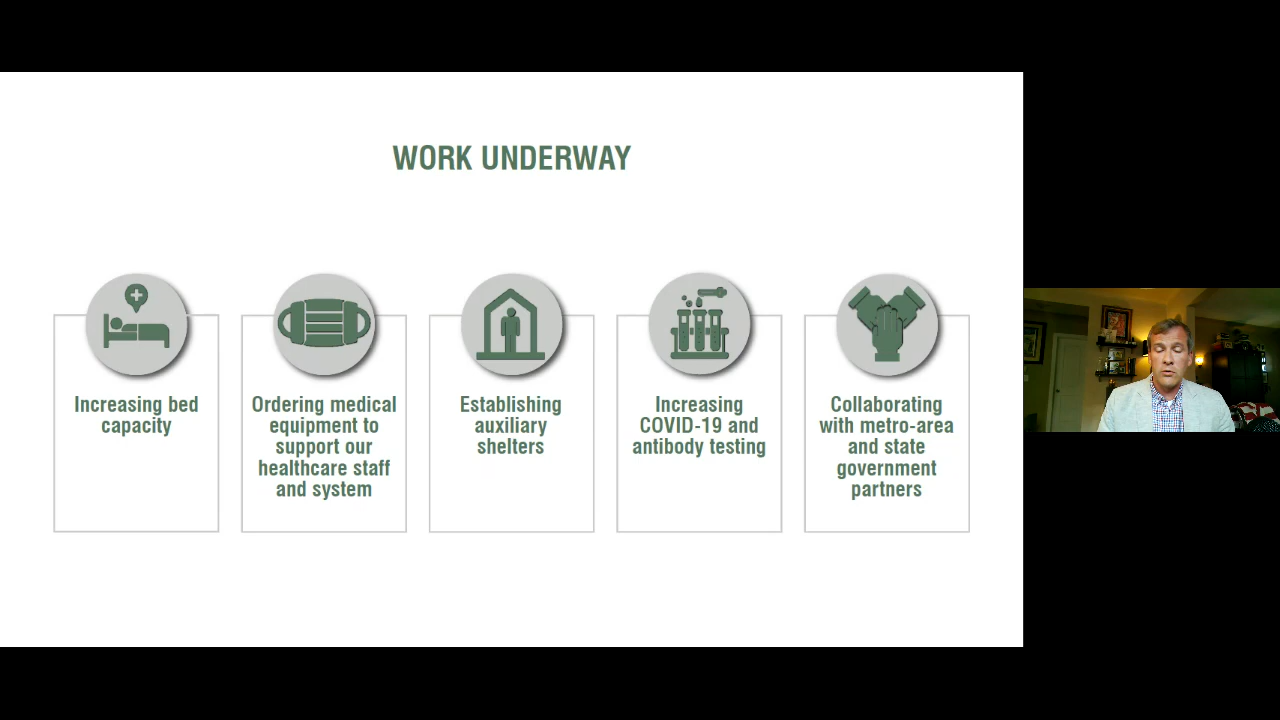 WORK UNDERWAY
Increasing bed
capacity
Ordering medical
equipment to
support our
healthcare staff
and system
Establishing
auxiliary
shelters
Increasing
COVID-19 and
antibody testing
Collaborating
with metro-area
and state
government
partners